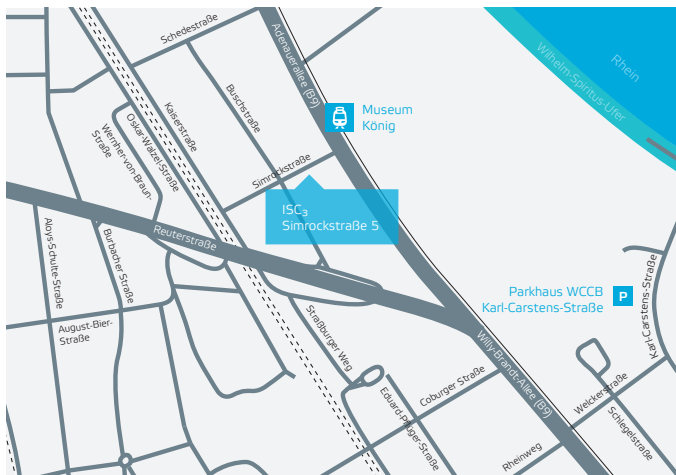 Schedestraße
Adenauerallee (B9)
Rhein
Wilhelm-Spiritus-Ufer
Buschstraße
Kaiserstraße
Oskar-Walzel-Straße
Wernher-von-Braun-
Straße
Museum
König
Simrockstraße
ISC₃
Simrockstraße 5
Reuterstraße
Aloys-Schulte-Straße
Burbacher Straße
August-Bier-
Straße
Straßburger Weg
Parkhaus WCCB
Karl-Carstens-Straße
P
Karl-Carstens-Straße
Willy-Brandt-Allee (B9)
Coburger Straße
Eduard-Pflüger-Straße
Welckerstraße
Schlegelstraße
Rheinweg